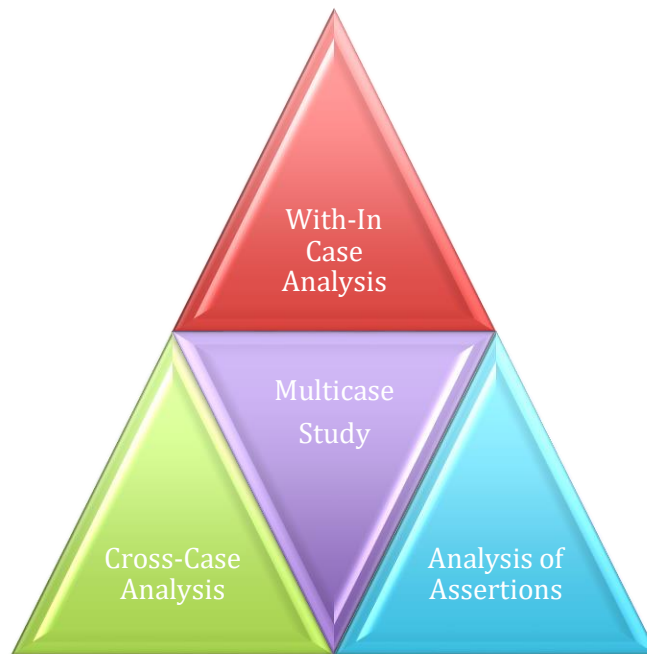 With-In
Case
Analysis
Multicase
Study
Cross-Case
Analysis
Analysis of
Assertions